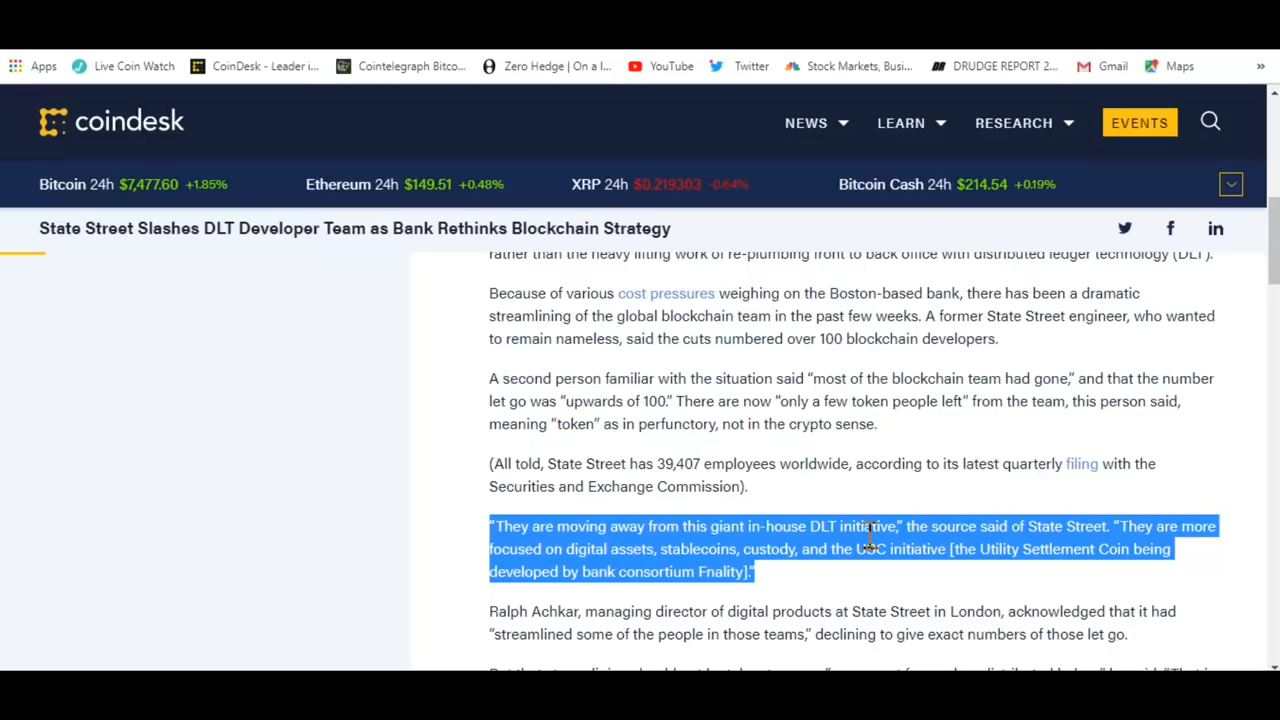 Apps Live Coin Watch CoinDesk - Leader i... Cointelegraph Bitco... Zero Hedge | On a l... YouTube Twitter Stock Markets, Busi... DRUDGE REPORT 2... Gmail Maps »
coindesk NEWS LEARN RESEARCH EVENTS
Bitcoin 24h $7,477.60 +1.85% Ethereum 24h $149.51 +0.48% XRP 24h $0.219303 -0.64% Bitcoin Cash 24h $214.54 +0.19%
State Street Slashes DLT Developer Team as Bank Rethinks Blockchain Strategy
rather than the heavy lifting work of re-plumbing front to back office with distributed ledger technology (DLT).
Because of various cost pressures weighing on the Boston-based bank, there has been a dramatic
streamlining of the global blockchain team in the past few weeks. A former State Street engineer, who wanted
to remain nameless, said the cuts numbered over 100 blockchain developers.
A second person familiar with the situation said “most of the blockchain team had gone,” and that the number
let go was “upwards of 100.” There are now “only a few token people left” from the team, this person said,
meaning “token” as in perfunctory, not in the crypto sense.
(All told, State Street has 39,407 employees worldwide, according to its latest quarterly filing with the
Securities and Exchange Commission).
“They are moving away from this giant in-house DLT initiative,” the source said of State Street. “They are more
focused on digital assets, stablecoins, custody, and the USC initiative [the Utility Settlement Coin being
developed by bank consortium Fnality].”
Ralph Achkar, managing director of digital products at State Street in London, acknowledged that it had
“streamlined some of the people in those teams,” declining to give exact numbers of those let go.